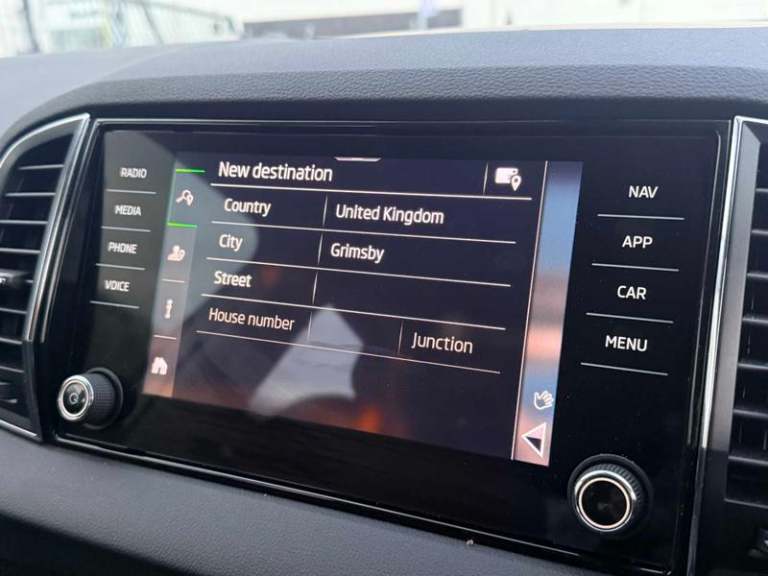 RADIO
MEDIA
PHONE
VOICE
New destination
Country United Kingdom
City Grimsby
Street
House number Junction
NAV
APP
CAR
MENU